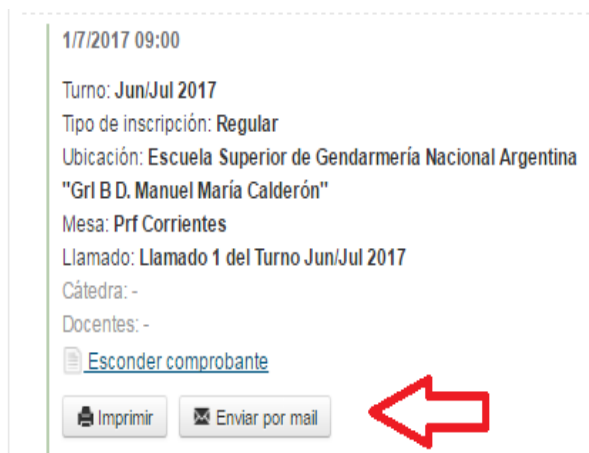 1/7/2017 09:00
Turno: Jun/Jul 2017
Tipo de inscripción: Regular
Ubicación: Escuela Superior de Gendarmería Nacional Argentina
"Grl B D. Manuel María Calderón"
Mesa: Prf Corrientes
Llamado: Llamado 1 del Turno Jun/Jul 2017
Cátedra: -
Docentes: -
Esconder comprobante
Imprimir Enviar por mail